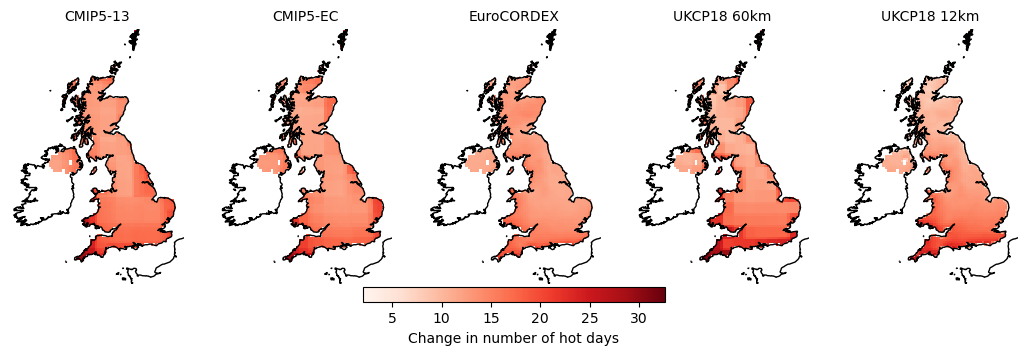 CMIP5-13 CMIP5-EC EuroCORDEX UKCP18 60km UKCP18 12km
5 10 15 20 25 30
Change in number of hot days